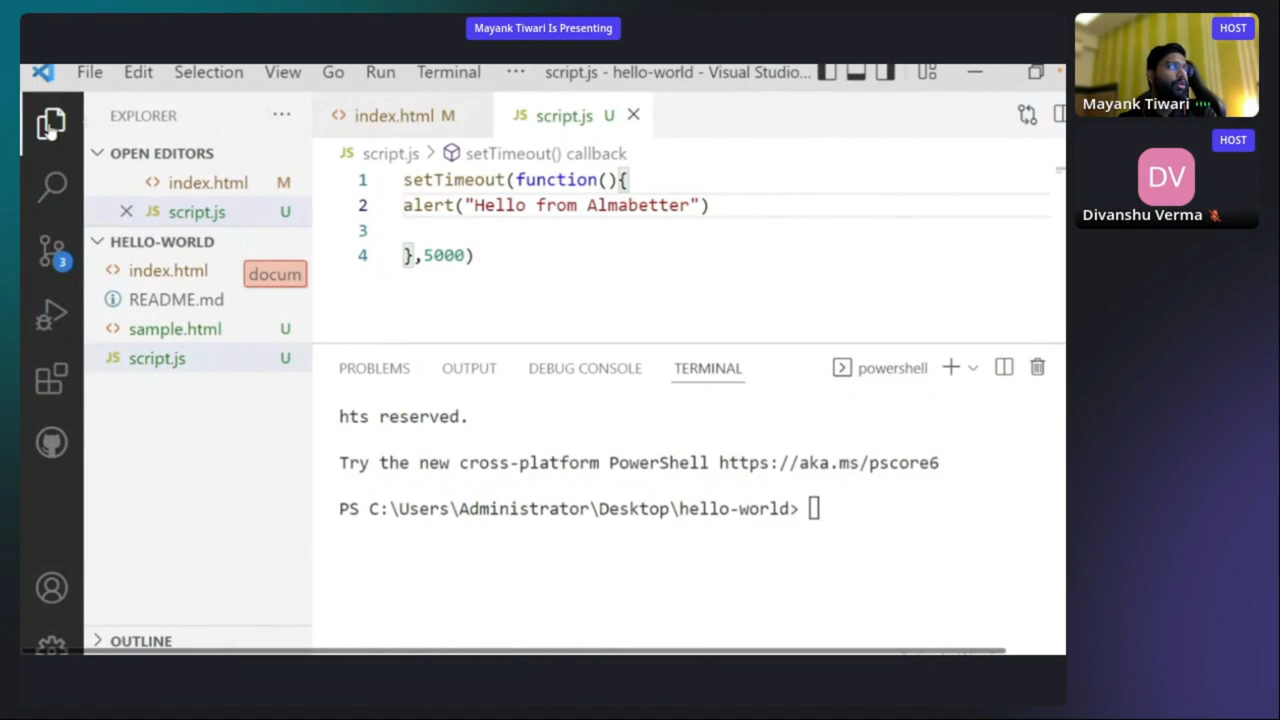 Mayank Tiwari Is Presenting
File Edit Selection View Go Run Terminal ··· script.js - hello-world - Visual Studio...
EXPLORER ···
index.html M
JS script.js U
OPEN EDITORS
index.html M
JS script.js U
HELLO-WORLD
index.html
docum
README.md
sample.html U
JS script.js U
OUTLINE
3
JS script.js > setTimeout() callback
1 setTimeout(function(){
2 alert("Hello from Almabetter")
3
4 },5000)
PROBLEMS OUTPUT DEBUG CONSOLE TERMINAL powershell
hts reserved.
Try the new cross-platform PowerShell https://aka.ms/pscore6
PS C:\Users\Administrator\Desktop\hello-world>
HOST
Mayank Tiwari
HOST
DV
Divanshu Verma